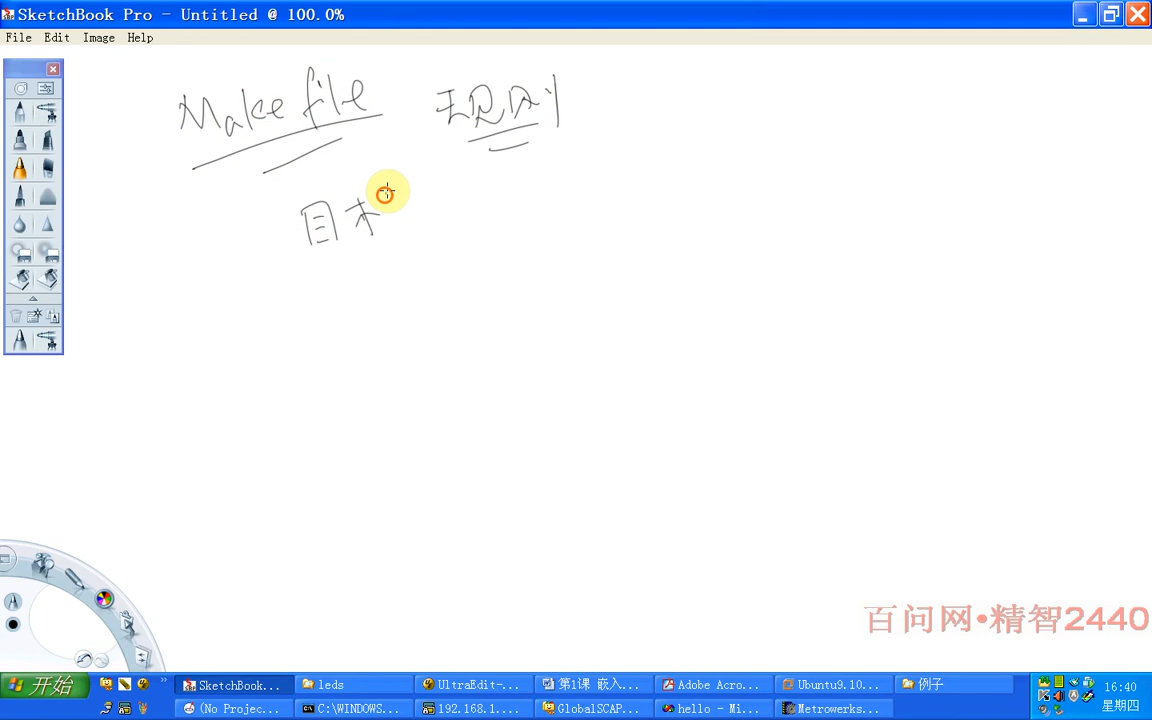 SketchBook Pro - Untitled @ 100.0%
File Edit Image Help
Makefile 规则
目木
百问网•精智2440
开始 SketchBook... leds UltraEdit-... 第1课 嵌入... Adobe Acro... Ubuntu9.10... 例子 16:40
(No Projec... C:\WINDOWS... 192.168.1.... GlobalSCAP... hello - Mi... Metrowerks... 星期四